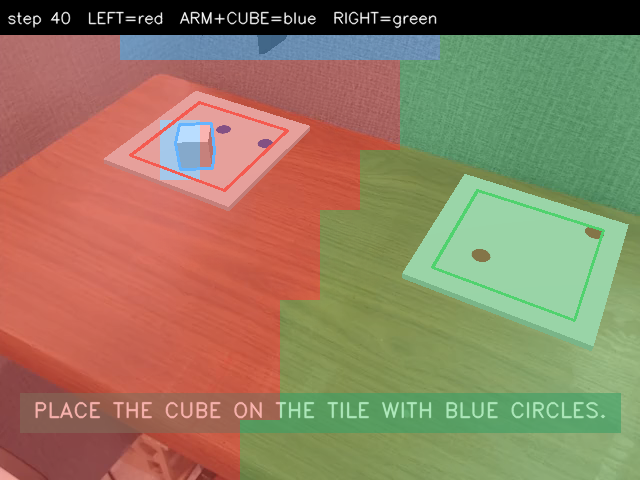 step 40 LEFT=red ARM+CUBE=blue RIGHT=green
PLACE THE CUBE ON THE TILE WITH BLUE CIRCLES.